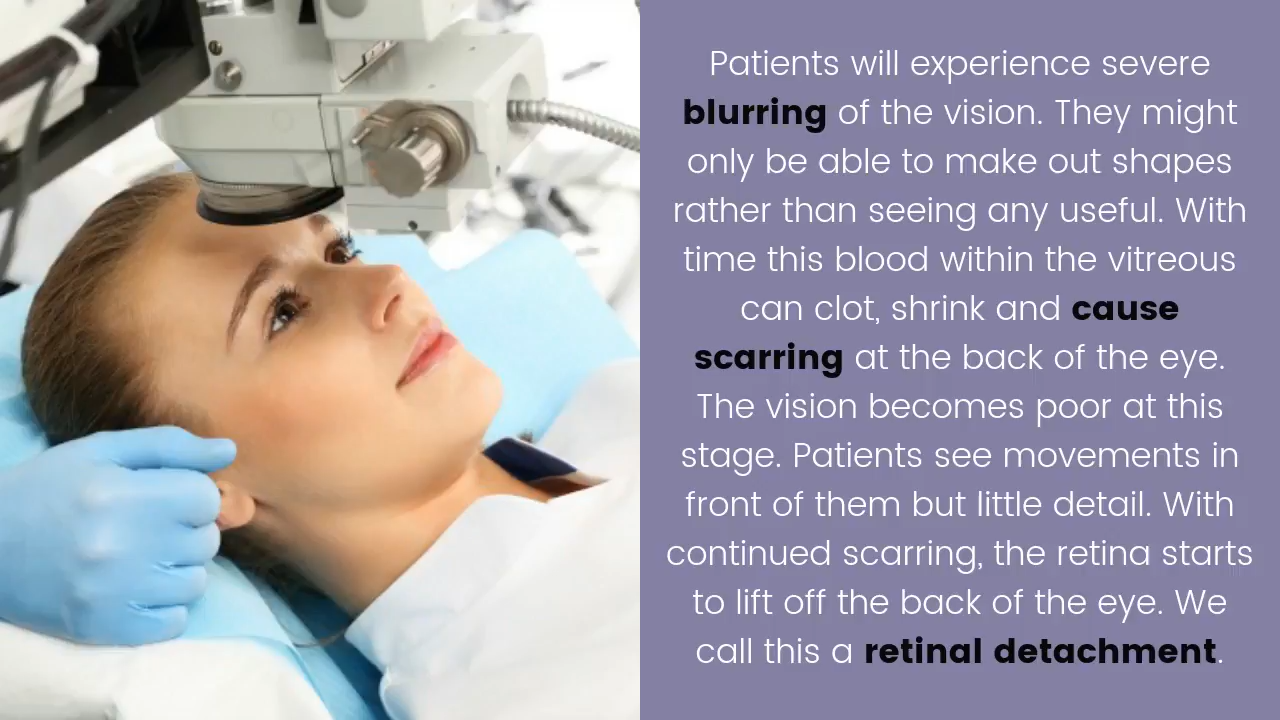 Patients will experience severe
blurring of the vision. They might
only be able to make out shapes
rather than seeing any useful. With
time this blood within the vitreous
can clot, shrink and cause
scarring at the back of the eye.
The vision becomes poor at this
stage. Patients see movements in
front of them but little detail. With
continued scarring, the retina starts
to lift off the back of the eye. We
call this a retinal detachment.